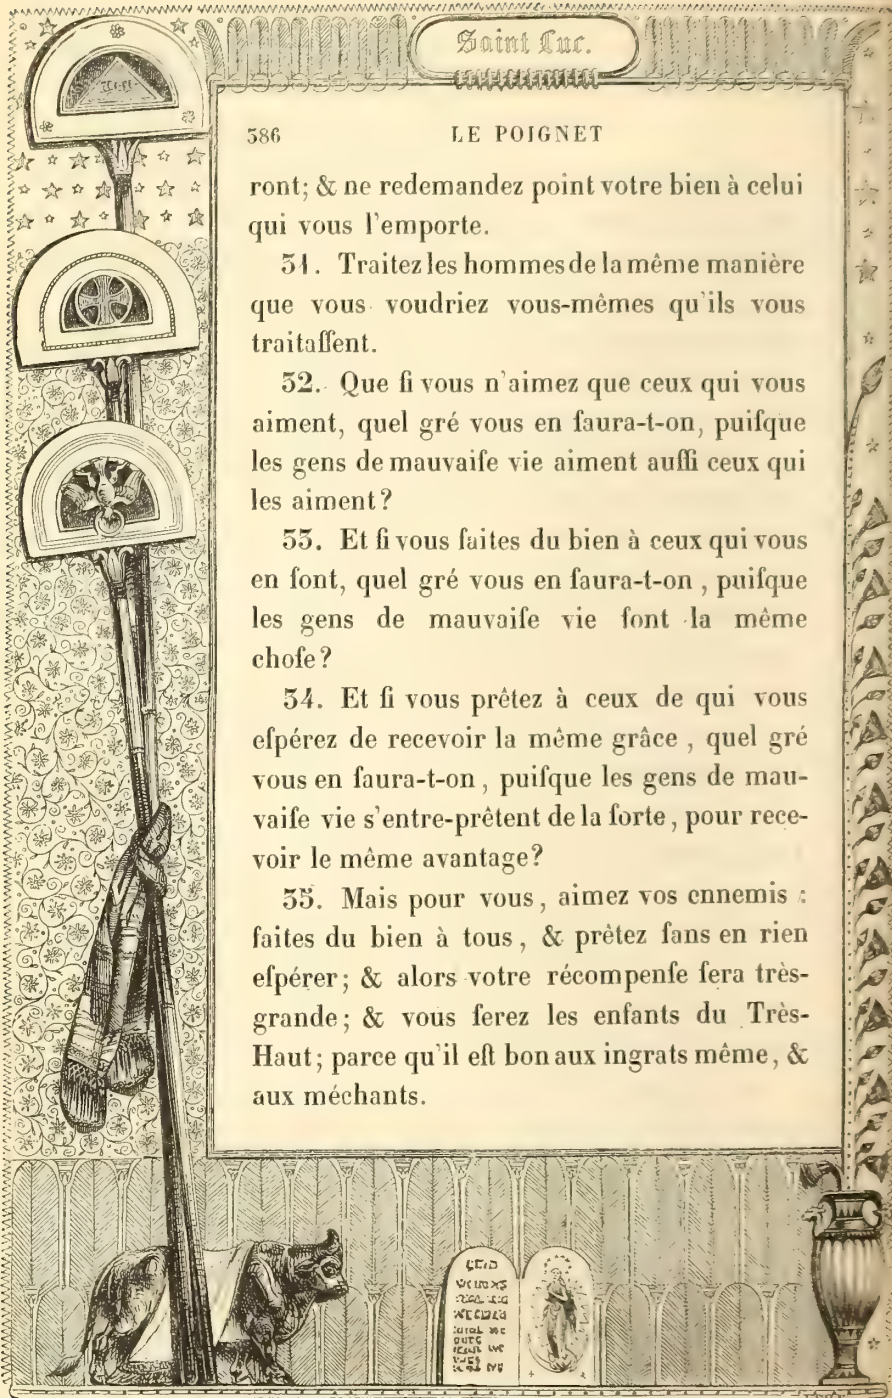 Saint Luc.
386 LE POIGNET
ront; & ne redemandez point votre bien à celui
qui vous l'emporte.
31. Traitez les hommes de la même manière
que vous voudriez vous-mêmes qu'ils vous
traitaſſent.
32. Que ſi vous n'aimez que ceux qui vous
aiment, quel gré vous en ſaura-t-on, puiſque
les gens de mauvaiſe vie aiment auſſi ceux qui
les aiment?
33. Et ſi vous faites du bien à ceux qui vous
en font, quel gré vous en ſaura-t-on, puiſque
les gens de mauvaiſe vie font la même
choſe?
34. Et ſi vous prêtez à ceux de qui vous
eſpérez de recevoir la même grâce, quel gré
vous en ſaura-t-on, puiſque les gens de mau-
vaiſe vie s'entre-prêtent de la ſorte, pour rece-
voir le même avantage?
35. Mais pour vous, aimez vos ennemis :
faites du bien à tous, & prêtez ſans en rien
eſpérer; & alors votre récompenſe ſera très-
grande; & vous ſerez les enfants du Très-
Haut; parce qu'il eſt bon aux ingrats même, &
aux méchants.